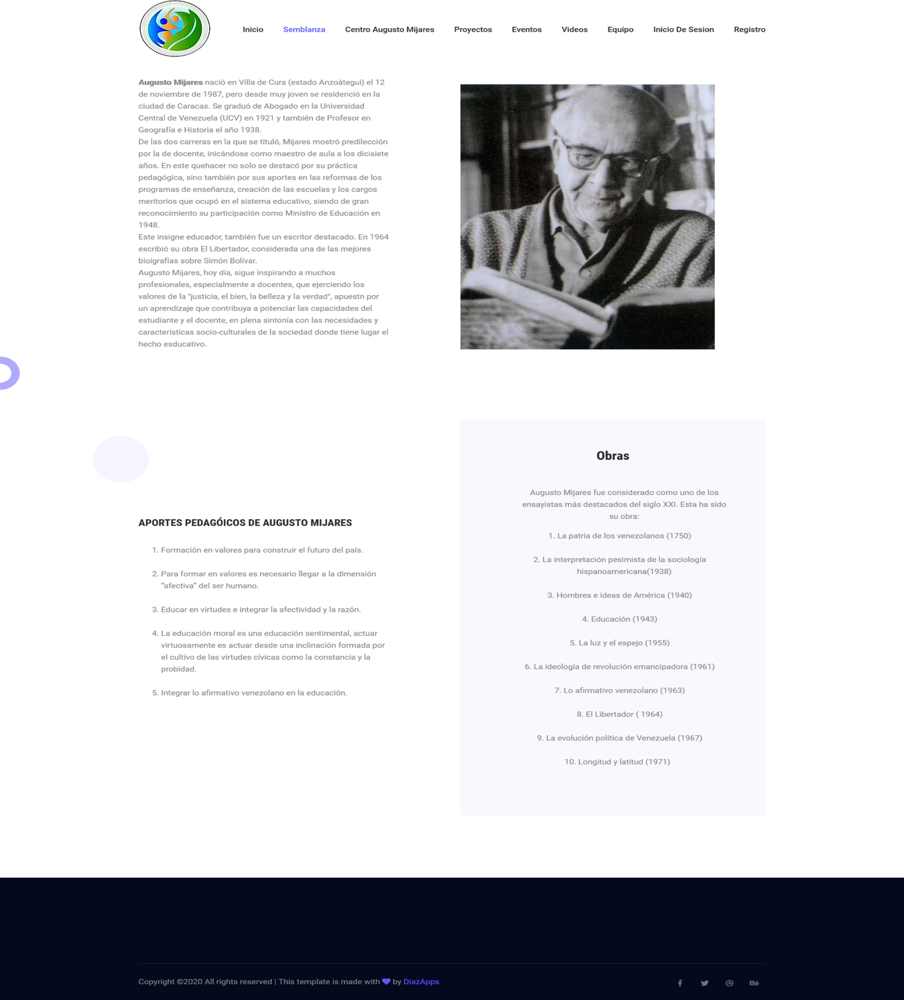 Inicio Semblanza Centro Augusto Mijares Proyectos Eventos Videos Equipo Inicio De Sesion Registro
Augusto Mijares nació en Villa de Cura (estado Anzoátegui) el 12
de noviembre de 1987, pero desde muy joven se residenció en la
ciudad de Caracas. Se graduó de Abogado en la Universidad
Central de Venezuela (UCV) en 1921 y también de Profesor en
Geografía e Historia el año 1938.
De las dos carreras en la que se tituló, Mijares mostró predilección
por la de docente, inicándose como maestro de aula a los dicisiete
años. En este quehacer no solo se destacó por su práctica
pedagógica, sino también por sus aportes en las reformas de los
programas de enseñanza, creación de las escuelas y los cargos
meritorios que ocupó en el sistema educativo, siendo de gran
reconocimiento su participación como Ministro de Educación en
1948.
Este insigne educador, también fue un escritor destacado. En 1964
escribió su obra El Libertador, considerada una de las mejores
bioigrafías sobre Simón Bolívar.
Augusto Mijares, hoy día, sigue inspirando a muchos
profesionales, especialmente a docentes, que ejerciendo los
valores de la "justicia, el bien, la belleza y la verdad", apuestn por
un aprendizaje que contribuya a potenciar las capacidades del
estudiante y el docente, en plena sintonía con las necesidades y
características socio-culturales de la sociedad donde tiene lugar el
hecho esducativo.
APORTES PEDAGÓICOS DE AUGUSTO MIJARES
1. Formación en valores para construir el futuro del país.
2. Para formar en valores es necesario llegar a la dimensión
“afectiva” del ser humano.
3. Educar en virtudes e integrar la afectividad y la razón.
4. La educación moral es una educación sentimental, actuar
virtuosamente es actuar desde una inclinación formada por
el cultivo de las virtudes cívicas como la constancia y la
probidad.
5. Integrar lo afirmativo venezolano en la educación.
Obras
Augusto Mijares fue considerado como uno de los
ensayistas más destacados del siglo XXI. Esta ha sido
su obra:
1. La patria de los venezolanos (1750)
2. La interpretación pesimista de la sociología
hispanoamericana(1938)
3. Hombres e ideas de América (1940)
4. Educación (1943)
5. La luz y el espejo (1955)
6. La ideología de revolución emancipadora (1961)
7. Lo afirmativo venezolano (1963)
8. El Libertador ( 1964)
9. La evolución política de Venezuela (1967)
10. Longitud y latitud (1971)
Copyright ©2020 All rights reserved | This template is made with by DiazApps